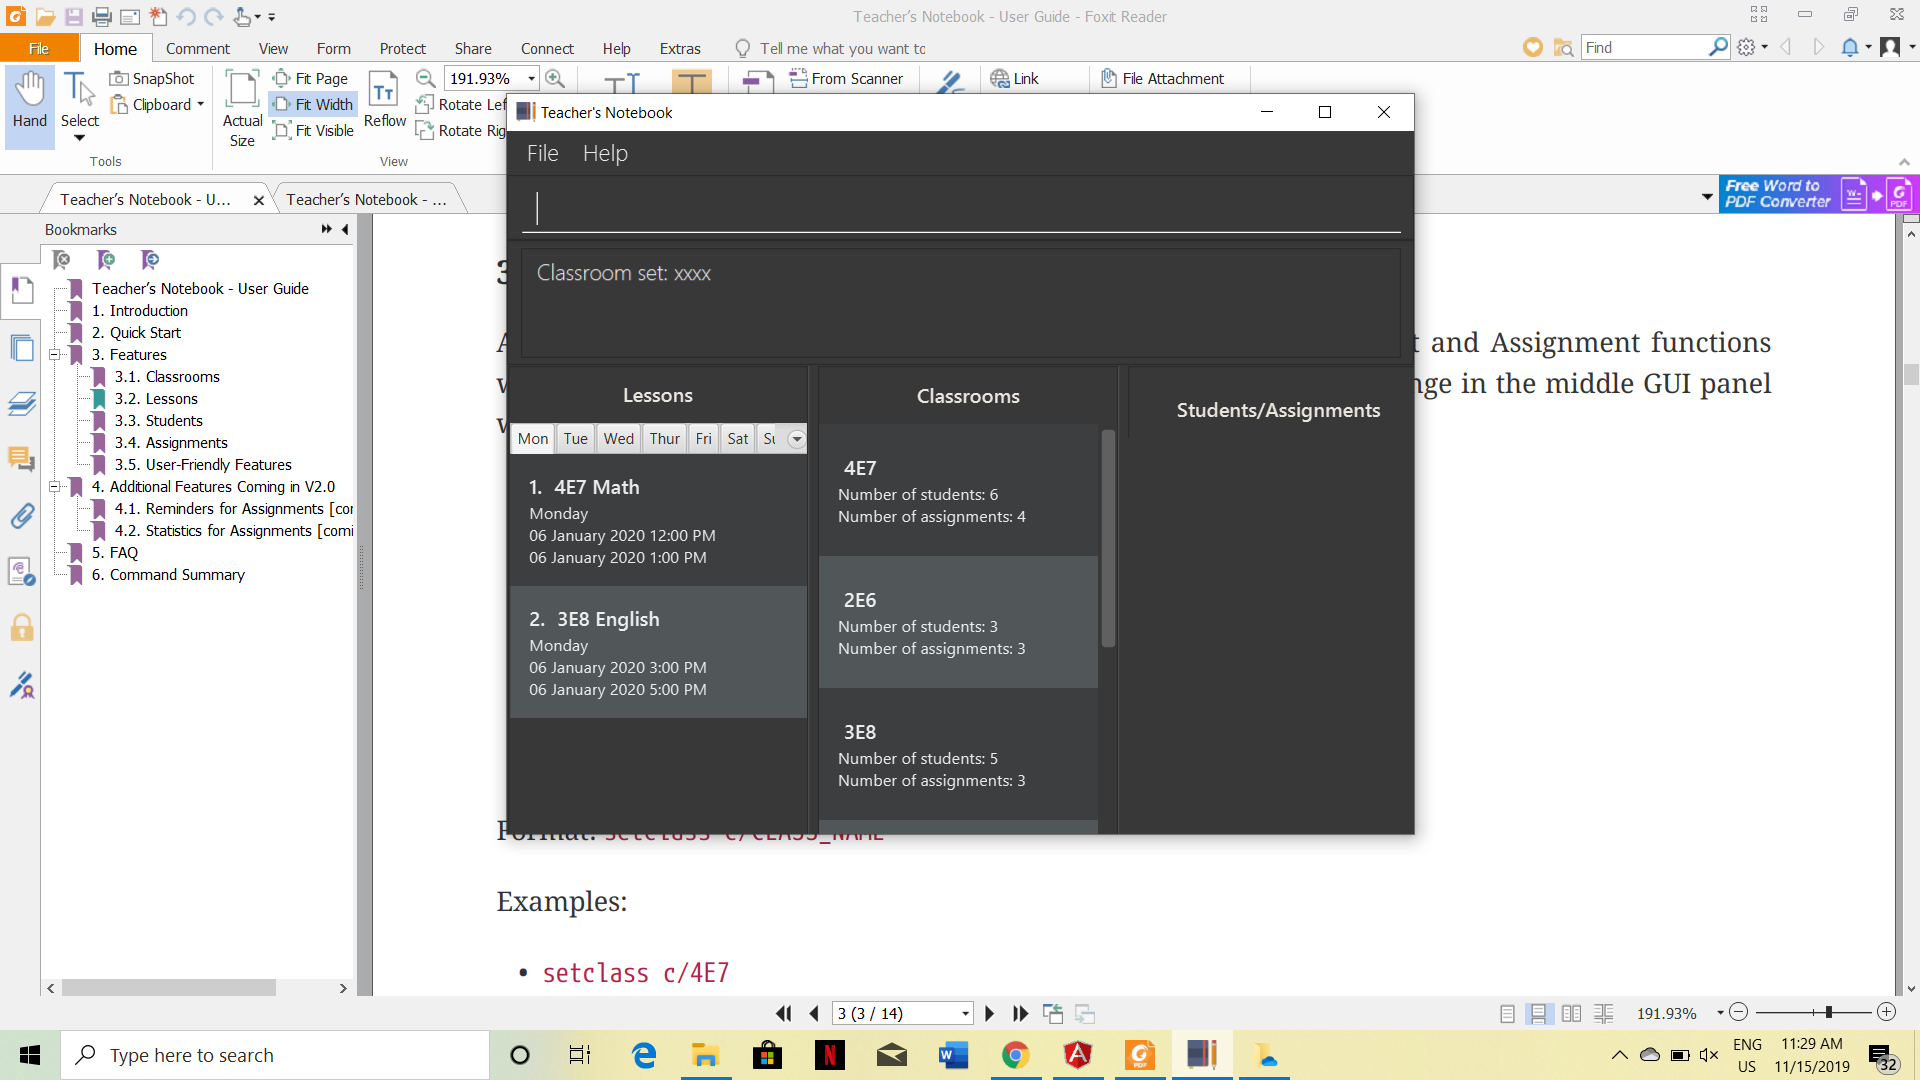 Teacher's Notebook - User Guide - Foxit Reader
File Home Comment View Form Protect Share Connect Help Extras Tell me what you want to Find
Hand
Select
SnapShot
Clipboard
Tools
Actual
Size
Fit Page
Fit Width
Fit Visible
Reflow
191.93%
Rotate Lef
Rotate Rig
View
From Scanner
Link
File Attachment
Teacher's Notebook - U...
Teacher's Notebook - ...
Free Word to
PDF Converter
W
PDF
Bookmarks
Teacher's Notebook - User Guide
1. Introduction
2. Quick Start
3. Features
3.1. Classrooms
3.2. Lessons
3.3. Students
3.4. Assignments
3.5. User-Friendly Features
4. Additional Features Coming in V2.0
4.1. Reminders for Assignments [cor
4.2. Statistics for Assignments [comi
5. FAQ
6. Command Summary
Teacher's Notebook
File Help
Classroom set: xxxx
Lessons
Mon Tue Wed Thur Fri Sat Su
1. 4E7 Math
Monday
06 January 2020 12:00 PM
06 January 2020 1:00 PM
2. 3E8 English
Monday
06 January 2020 3:00 PM
06 January 2020 5:00 PM
Classrooms
4E7
Number of students: 6
Number of assignments: 4
2E6
Number of students: 3
Number of assignments: 3
3E8
Number of students: 5
Number of assignments: 3
Students/Assignments
t and Assignment functions
nge in the middle GUI panel
Format: setclass c/CLASS_NAME
Examples:
• setclass c/4E7
3 (3 / 14)
191.93%
Type here to search
ENG
US
11:29 AM
11/15/2019
32